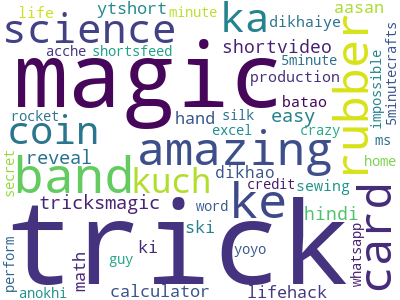 life
ytshort
minute
aasan
science
acche
shortsfeed
ka
dikhaiye
shortvideo
5minute
rubber
impossible
5minutecrafts
magic
production
rocket
hand
silk
batao
easy
coin
excel
crazy
ms
reveal
amazing
home
secret
band
kuch
dikhao
credit
sewing
card
tricksmagic
ke
hindi
word
ski
whatsapp
trick
ki
yoyo
perform
math
guy
anokhi
calculator
lifehack